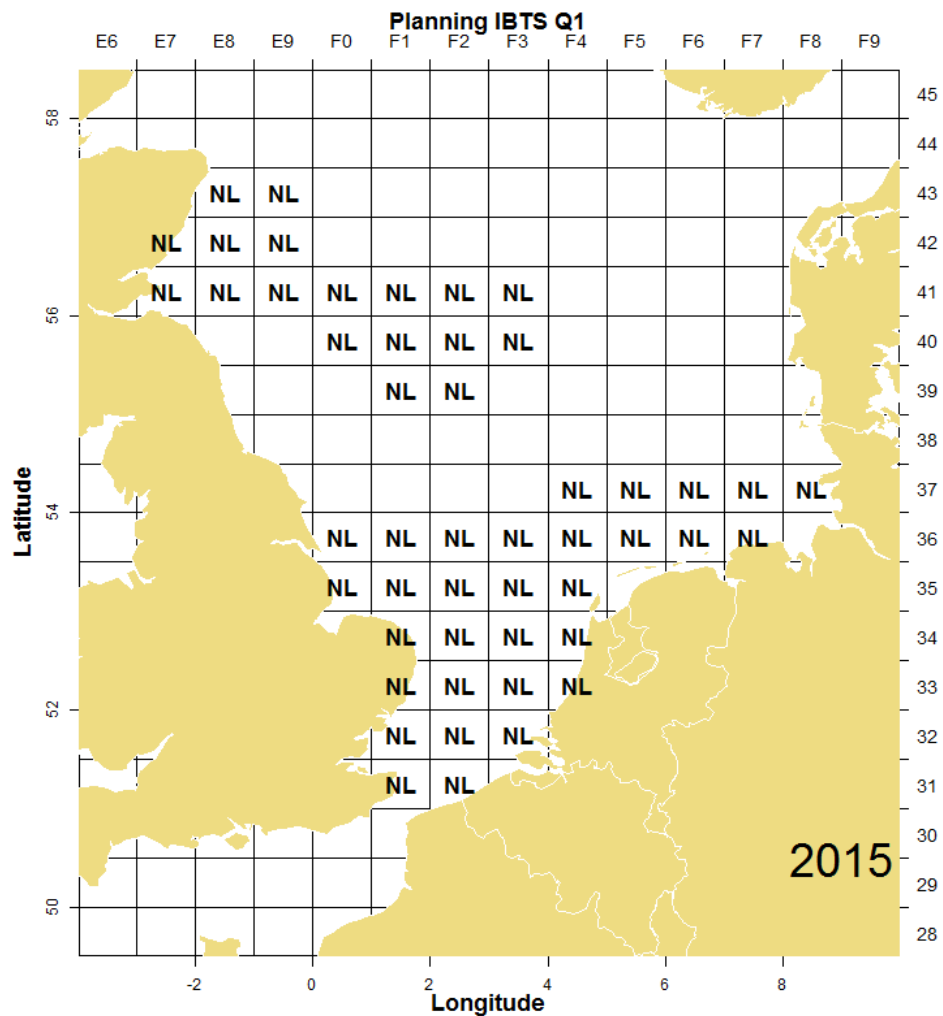 Planning IBTS Q1
E6 E7 E8 E9 F0 F1 F2 F3 F4 F5 F6 F7 F8 F9
45
58
44
NL NL 43
NL NL NL 42
NL NL NL NL NL NL NL 41
56
NL NL NL NL 40
NL NL 39
38
Latitude
NL NL NL NL NL 37
54
NL NL NL NL NL NL NL NL 36
NL NL NL NL NL 35
NL NL NL NL 34
NL NL NL NL 33
52
NL NL NL 32
NL NL 31
30
2015
29
50
28
-2 0 2 4 6 8
Longitude